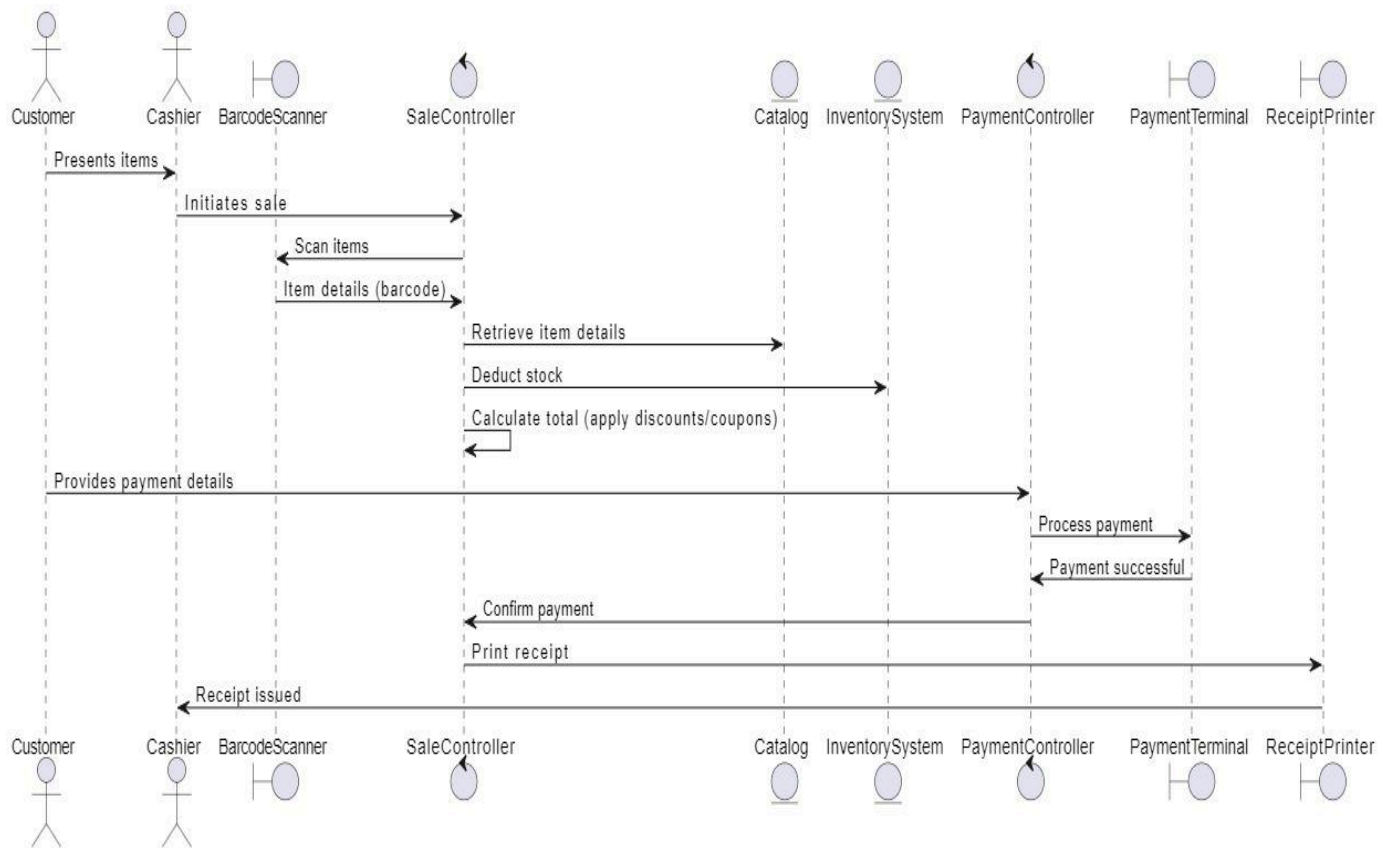 Customer Cashier BarcodeScanner SaleController Catalog InventorySystem PaymentController PaymentTerminal ReceiptPrinter
Presents items
Initiates sale
Scan items
Item details (barcode)
Retrieve item details
Deduct stock
Calculate total (apply discounts/coupons)
Provides payment details
Process payment
Payment successful
Confirm payment
Print receipt
Receipt issued
Customer Cashier BarcodeScanner SaleController Catalog InventorySystem PaymentController PaymentTerminal ReceiptPrinter